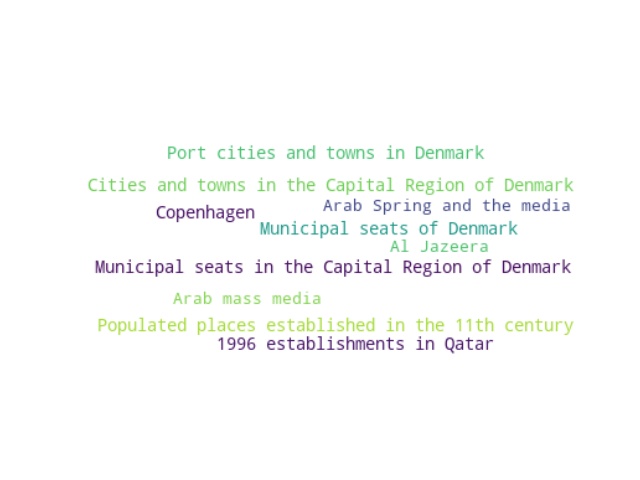 Port cities and towns in Denmark
Cities and towns in the Capital Region of Denmark
Arab Spring and the media
Copenhagen
Municipal seats of Denmark
Al Jazeera
Municipal seats in the Capital Region of Denmark
Arab mass media
Populated places established in the 11th century
1996 establishments in Qatar